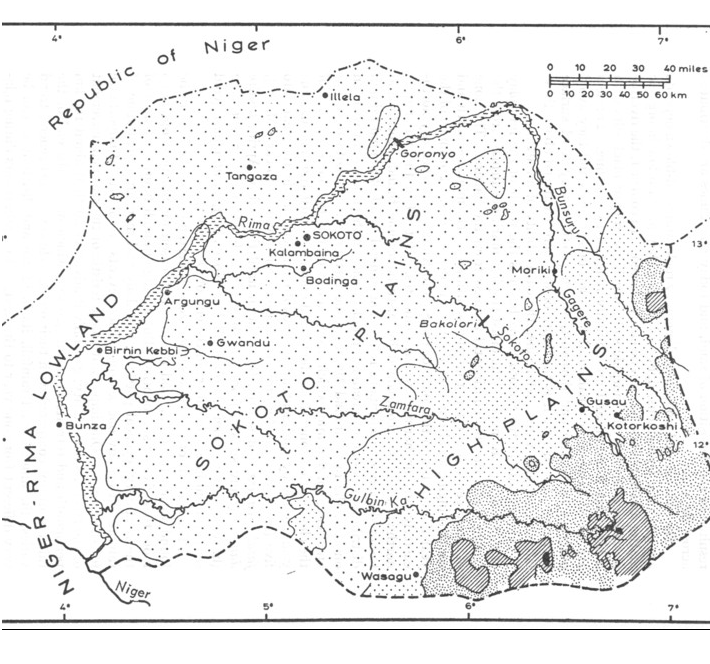 4°
6°
7°
Republic of Niger
0 10 20 30 40 miles
0 10 20 30 40 50 60 km
Illela
Goronyo
Tangaza
Bunsuru
Rima
SOKOTO
Kalambaina
Bodinga
13°
Moriki
Argungu
Gagere
Bakolori
Sokoto
Gwandu
Birnin Kebbi
NIGER-RIMA LOWLAND
SOKOTO PLAINS
Zamfara
Gusau
Kotorkoshi
Bunza
12°
HIGH PLAINS
Gulbin Ka
Wasagu
Niger
4°
5°
6°
7°